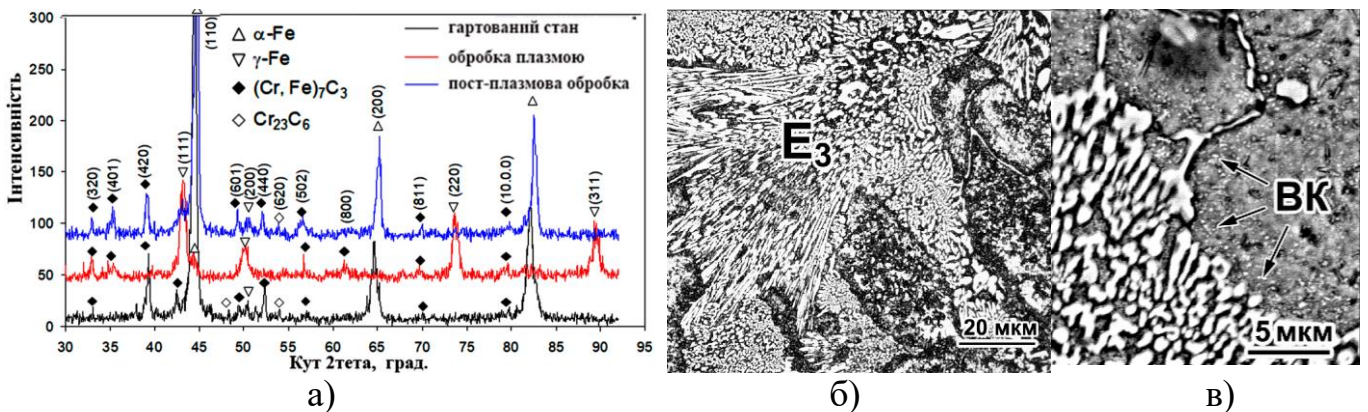 Інтенсивність
300
250
200
150
100
50
0
30 35 40 45 50 55 60 65 70 75 80 85 90 95
Кут 2тета, град.
α-Fe
γ-Fe
(Cr, Fe)₇C₃
Cr₂₃C₆
гартований стан
обробка плазмою
пост-плазмова обробка
(320)
(401)
(420)
(111)
(110)
(601)
(200)
(440)
(620)
(502)
(800)
(200)
(811)
(220)
(10.0.0)
(311)
E₃
20 мкм
ВК
5 мкм
а) б) в)